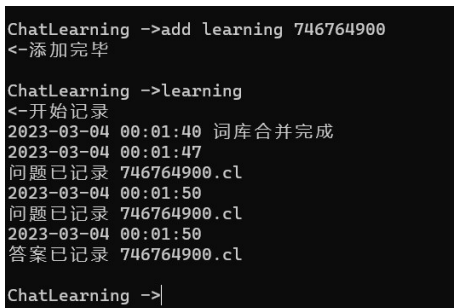 ChatLearning ->add learning 746764900
<-添加完毕
ChatLearning ->learning
<-开始记录
2023-03-04 00:01:40 词库合并完成
2023-03-04 00:01:47
问题已记录 746764900.cl
2023-03-04 00:01:50
问题已记录 746764900.cl
2023-03-04 00:01:50
答案已记录 746764900.cl
ChatLearning ->